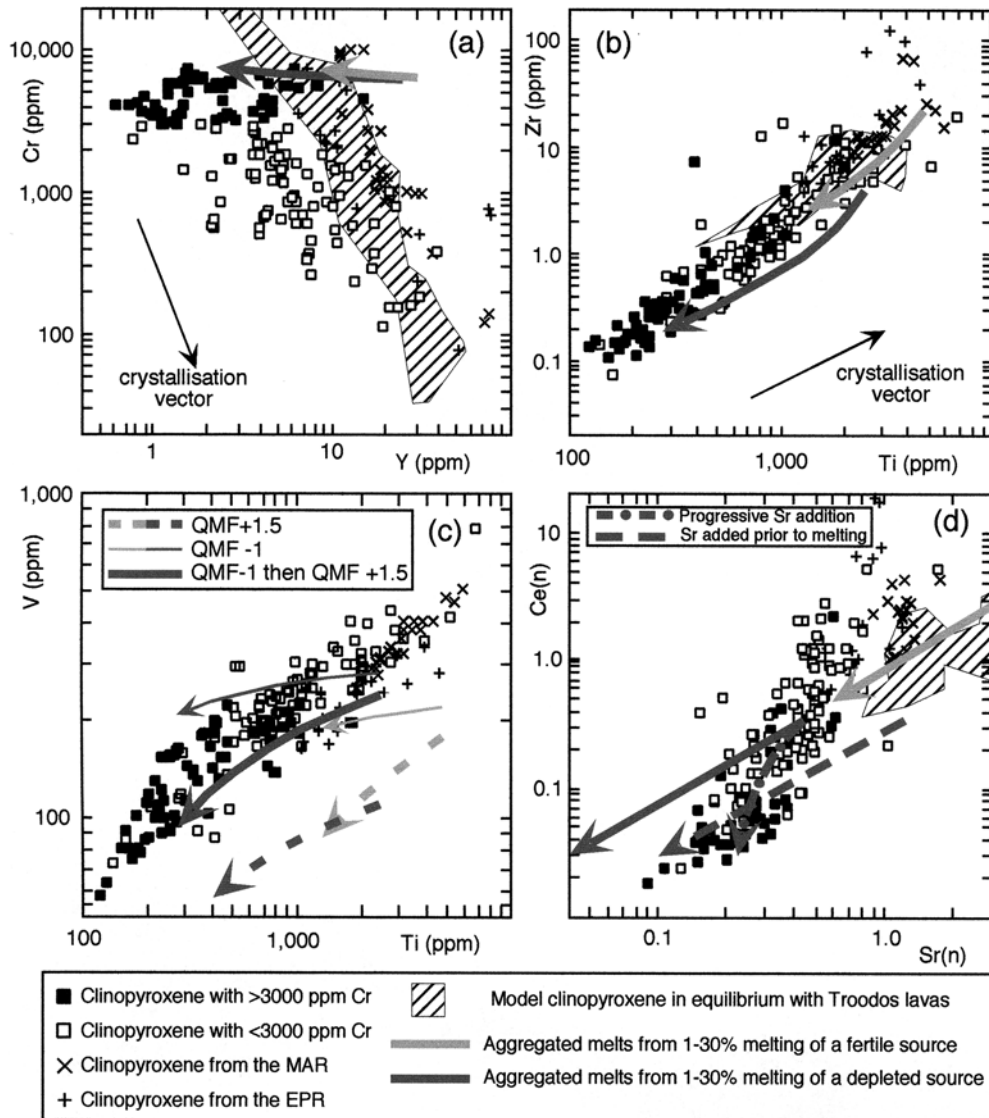 (a)
10,000
1,000
100
Cr (ppm)
crystallisation
vector
1
10
Y (ppm)
(b)
100
10
1.0
0.1
Zr (ppm)
crystallisation
vector
100
1,000
Ti (ppm)
(c)
1,000
100
V (ppm)
QMF+1.5
QMF -1
QMF-1 then QMF +1.5
100
1,000
Ti (ppm)
(d)
Progressive Sr addition
Sr added prior to melting
10
1.0
0.1
Ce(n)
0.1
1.0
Sr(n)
Clinopyroxene with >3000 ppm Cr
Clinopyroxene with <3000 ppm Cr
Clinopyroxene from the MAR
Clinopyroxene from the EPR
Model clinopyroxene in equilibrium with Troodos lavas
Aggregated melts from 1-30% melting of a fertile source
Aggregated melts from 1-30% melting of a depleted source